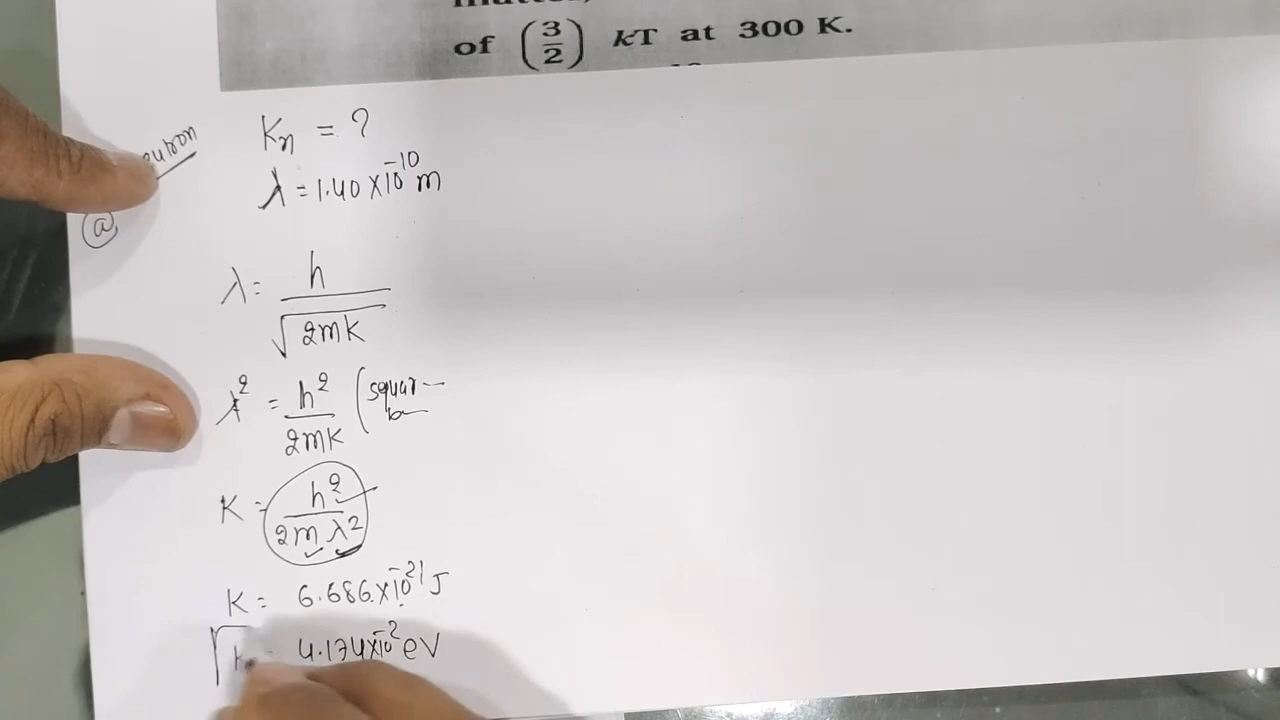 of (3/2) kT at 300 K.
Kn = ?
λ = 1.40 × 10⁻¹⁰ m
ⓐ
λ = h / √(2mK)
λ² = h² / 2mK
K = h² / 2mλ²
K = 6.686 × 10⁻²¹ J
K = 4.174 × 10⁻² eV